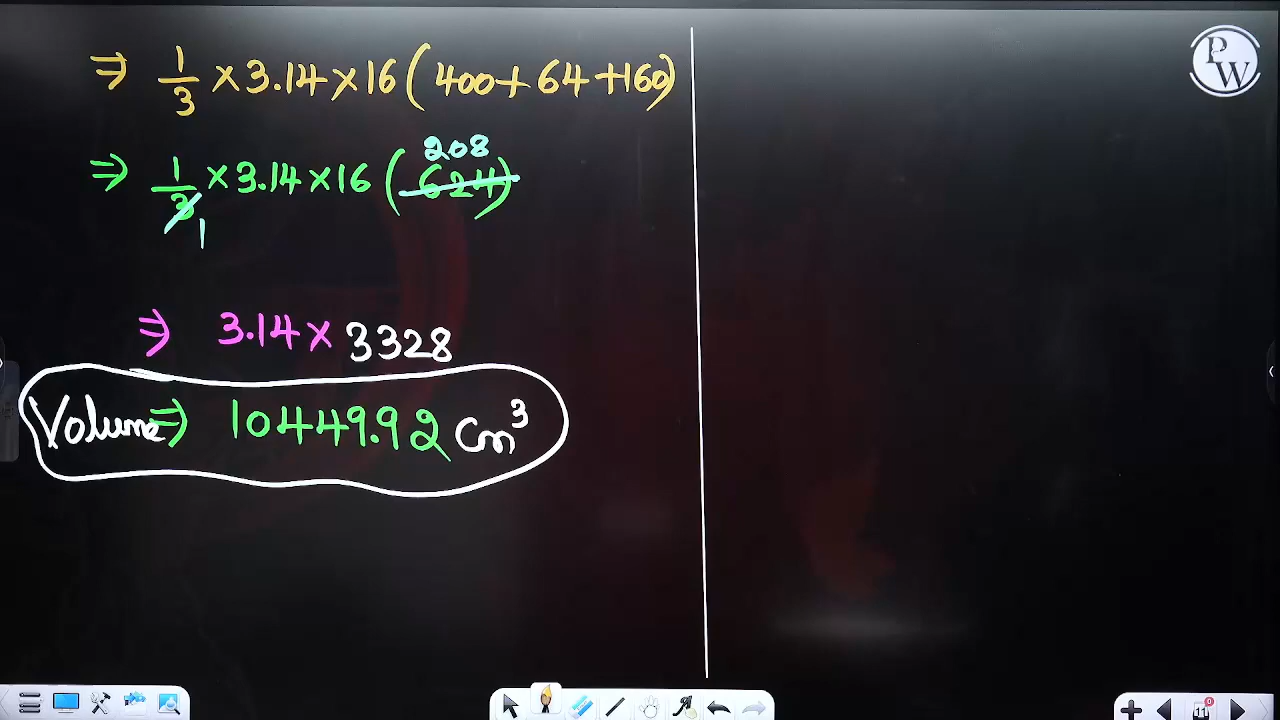 ⇒ 1/3 × 3.14 × 16 (400 + 64 + 160)
208
⇒ 1/3 × 3.14 × 16 (624)
1
⇒ 3.14 × 3328
Volume ⇒ 10449.92 cm³
PW